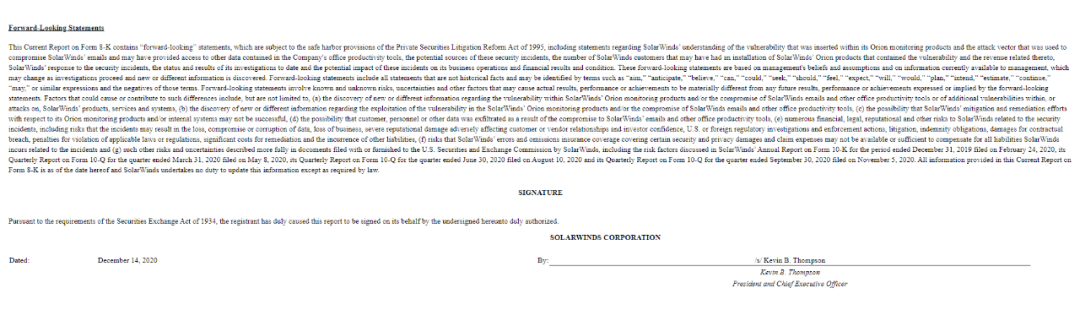 Forward-Looking Statements
This Current Report on Form 8-K contains “forward-looking” statements, which are subject to the safe harbor provisions of the Private Securities Litigation Reform Act of 1995, including statements regarding SolarWinds’ understanding of the vulnerability that was inserted within its Orion monitoring products and the attack vector that was used to
compromise SolarWinds’ emails and may have provided access to other data contained in the Company’s office productivity tools, the potential sources of these security incidents, the number of SolarWinds customers that may have had an installation of SolarWinds’ Orion products that contained the vulnerability and the revenue related thereto,
SolarWinds’ response to the security incidents, the status and results of its investigations to date and the potential impact of these incidents on its business operations and financial results and condition. These forward-looking statements are based on management's beliefs and assumptions and on information currently available to management, which
may change as investigations proceed and new or different information is discovered. Forward-looking statements include all statements that are not historical facts and may be identified by terms such as “aim,” “anticipate,” “believe,” “can,” “could,” “seek,” “should,” “feel,” “expect,” “will,” “would,” “plan,” “intend,” “estimate,” “continue,”
“may,” or similar expressions and the negatives of those terms. Forward-looking statements involve known and unknown risks, uncertainties and other factors that may cause actual results, performance or achievements to be materially different from any future results, performance or achievements expressed or implied by the forward-looking
statements. Factors that could cause or contribute to such differences include, but are not limited to, (a) the discovery of new or different information regarding the vulnerability within SolarWinds’ Orion monitoring products and/or the compromise of SolarWinds emails and other office productivity tools or of additional vulnerabilities within, or
attacks on, SolarWinds’ products, services and systems, (b) the discovery of new or different information regarding the exploitation of the vulnerability in the SolarWinds’ Orion monitoring products and/or the compromise of SolarWinds emails and other office productivity tools, (c) the possibility that SolarWinds’ mitigation and remediation efforts
with respect to its Orion monitoring products and/or internal systems may not be successful, (d) the possibility that customer, personnel or other data was exfiltrated as a result of the compromise to SolarWinds’ emails and other office productivity tools, (e) numerous financial, legal, reputational and other risks to SolarWinds related to the security
incidents, including risks that the incidents may result in the loss, compromise or corruption of data, loss of business, severe reputational damage adversely affecting customer or vendor relationships and investor confidence, U.S. or foreign regulatory investigations and enforcement actions, litigation, indemnity obligations, damages for contractual
breach, penalties for violation of applicable laws or regulations, significant costs for remediation and the incurrence of other liabilities, (f) risks that SolarWinds’ errors and omissions insurance coverage covering certain security and privacy damages and claim expenses may not be available or sufficient to compensate for all liabilities SolarWinds
incurs related to the incidents and (g) such other risks and uncertainties described more fully in documents filed with or furnished to the U.S. Securities and Exchange Commission by SolarWinds, including the risk factors discussed in SolarWinds’ Annual Report on Form 10-K for the period ended December 31, 2019 filed on February 24, 2020, its
Quarterly Report on Form 10-Q for the quarter ended March 31, 2020 filed on May 8, 2020, its Quarterly Report on Form 10-Q for the quarter ended June 30, 2020 filed on August 10, 2020 and its Quarterly Report on Form 10-Q for the quarter ended September 30, 2020 filed on November 5, 2020. All information provided in this Current Report on
Form 8-K is as of the date hereof and SolarWinds undertakes no duty to update this information except as required by law.
SIGNATURE
Pursuant to the requirements of the Securities Exchange Act of 1934, the registrant has duly caused this report to be signed on its behalf by the undersigned hereunto duly authorized.
SOLARWINDS CORPORATION
Dated: December 14, 2020 By: /s/ Kevin B. Thompson
Kevin B. Thompson
President and Chief Executive Officer